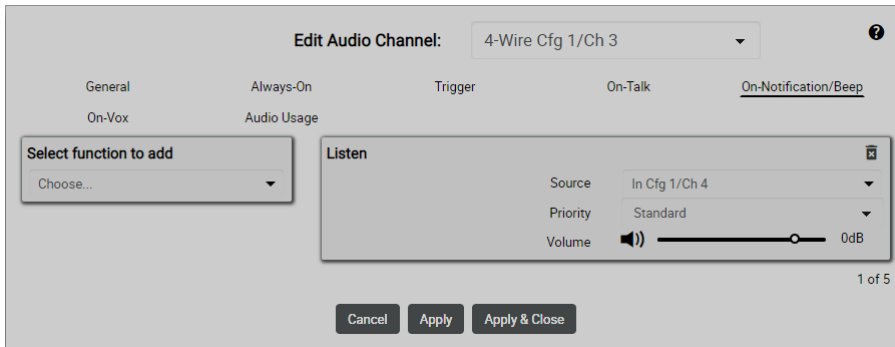 Edit Audio Channel: 4-Wire Cfg 1/Ch 3 ?
General Always-On Trigger On-Talk On-Notification/Beep
On-Vox Audio Usage
Select function to add
Choose...
Listen
Source In Cfg 1/Ch 4
Priority Standard
Volume 0dB
1 of 5
Cancel Apply Apply & Close